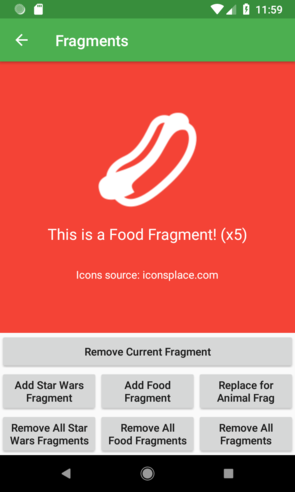 11:59
Fragments
This is a Food Fragment! (x5)
Icons source: iconsplace.com
Remove Current Fragment
Add Star Wars
Fragment
Add Food
Fragment
Replace for
Animal Frag
Remove All Star
Wars Fragments
Remove All
Food Fragments
Remove All
Fragments